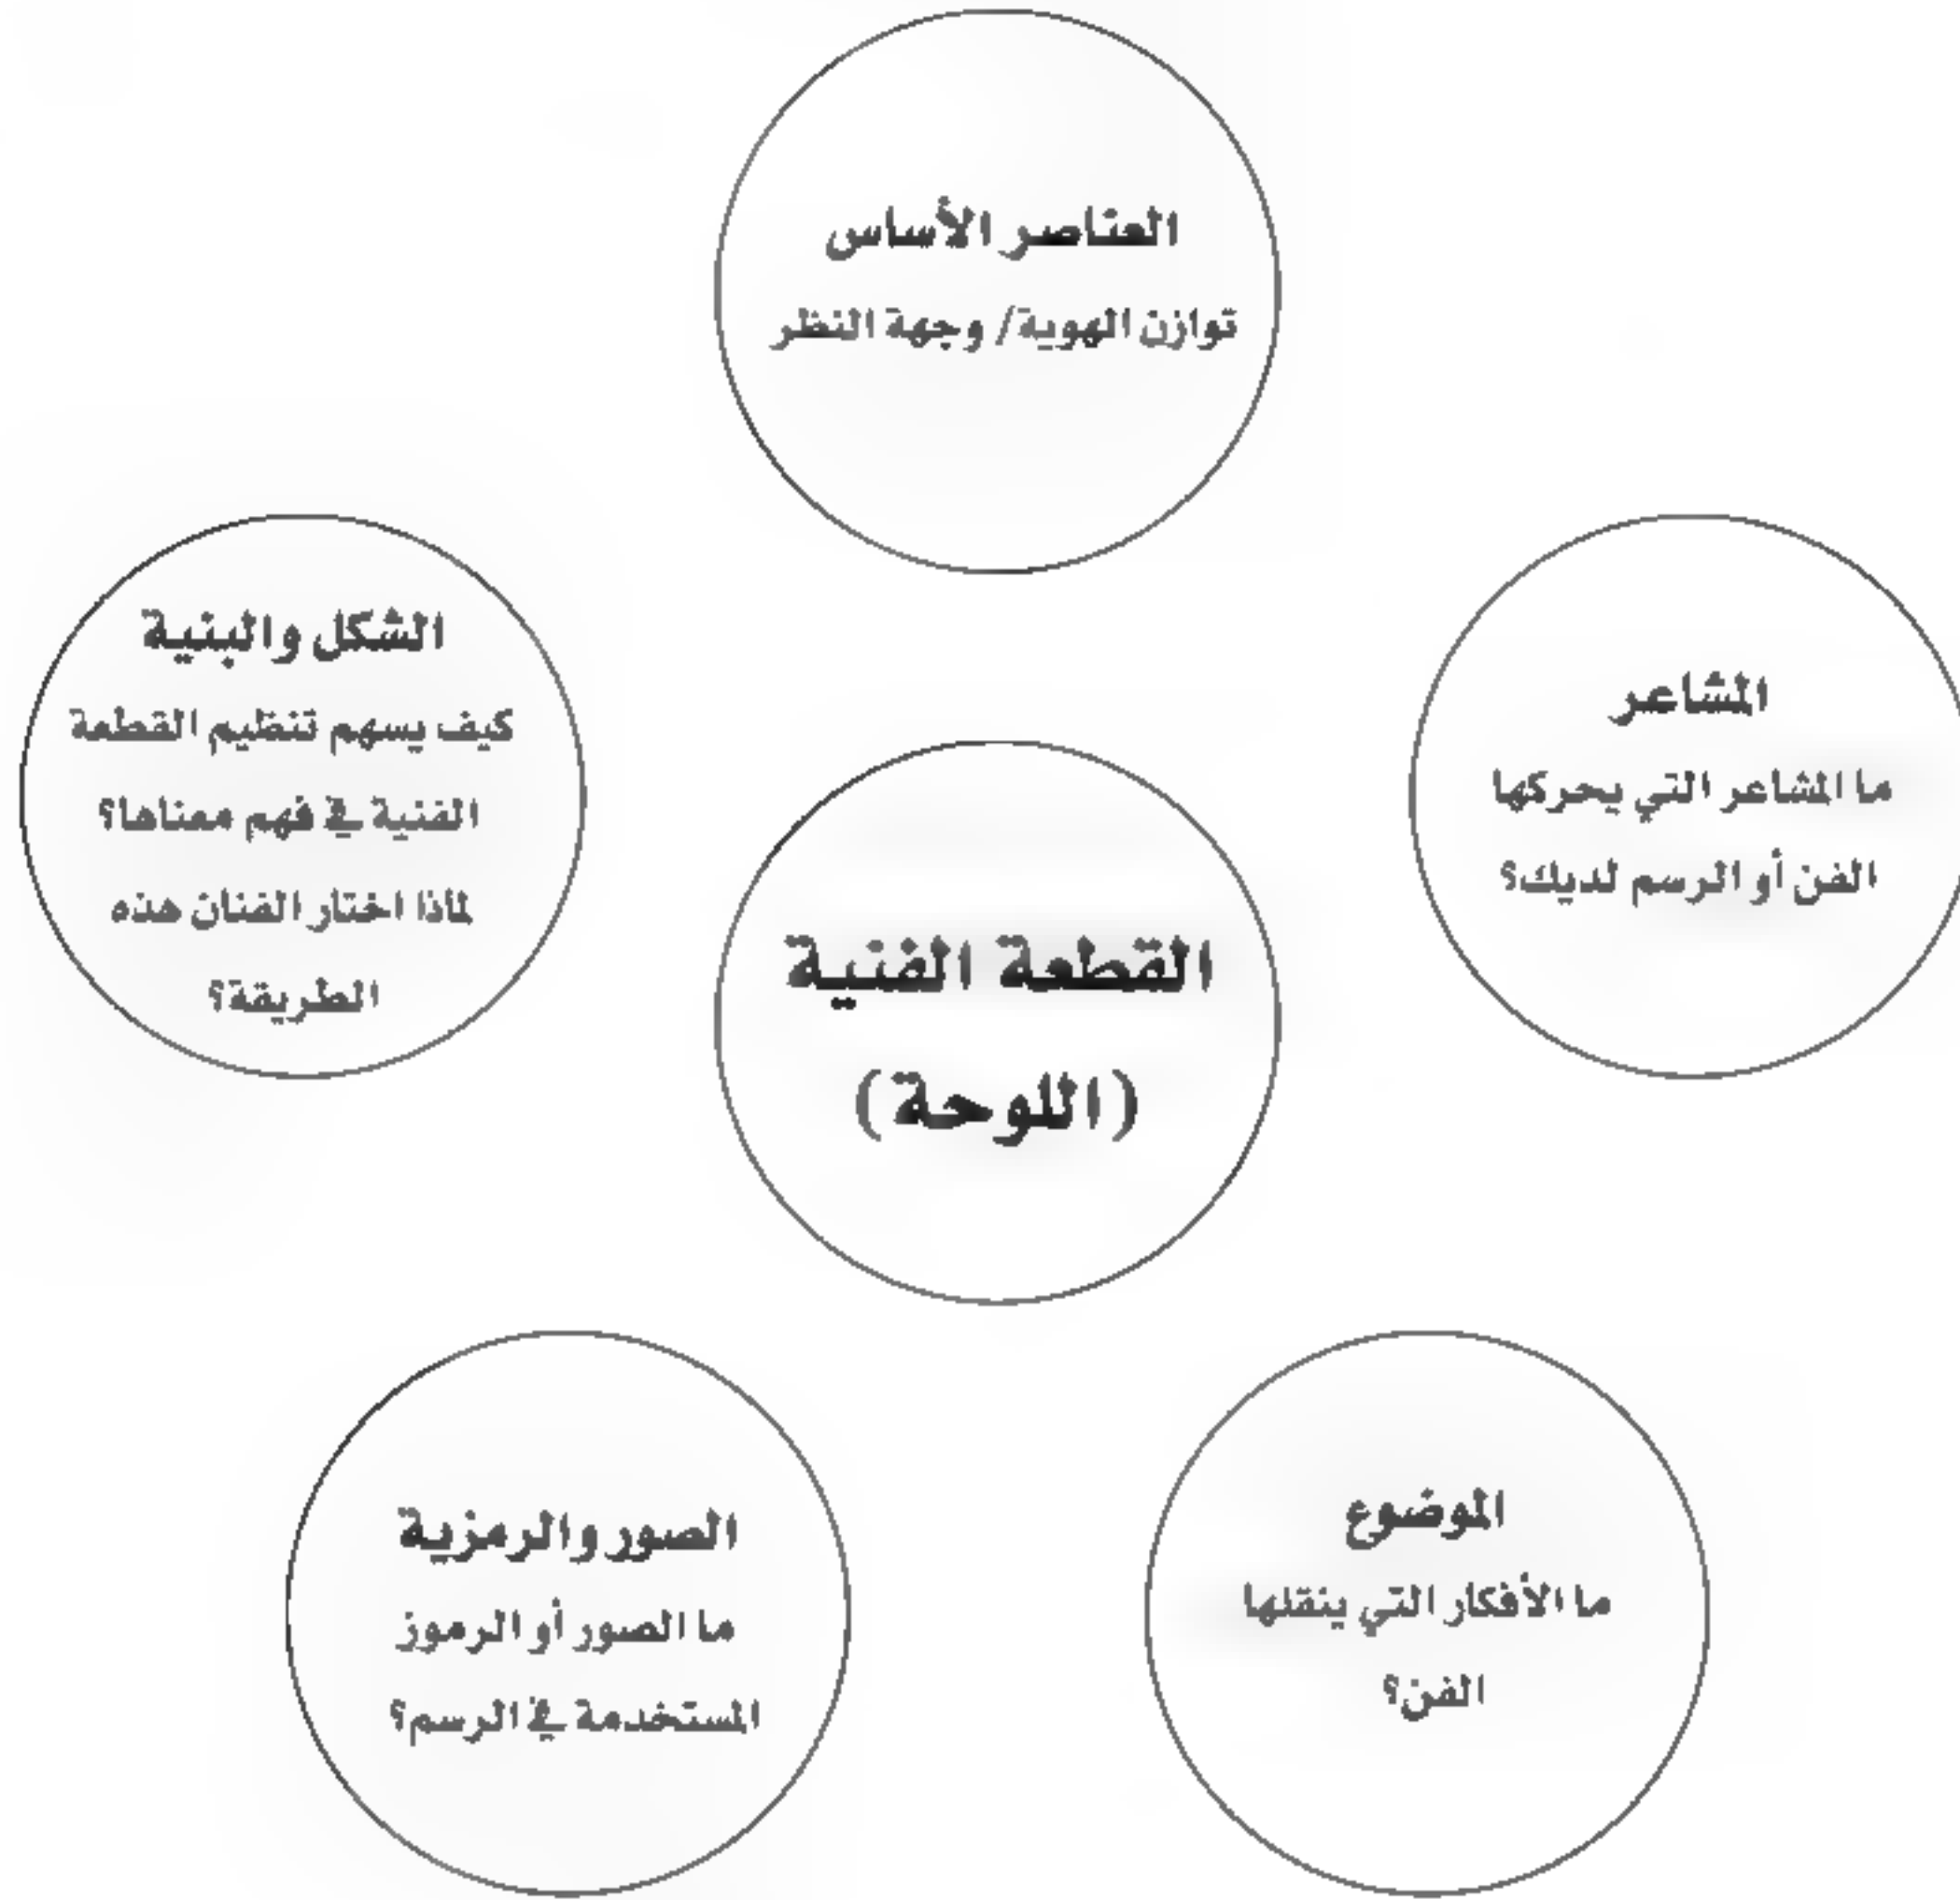 العناصر الأساس
توازن الهوية/ وجهة النظر
المشاعر
ما المشاعر التي يحركها
الفن أو الرسم لديك؟
الشكل والبنية
كيف يسهم تنظيم القطعة
الفنية في فهم معناها؟
لماذا اختار الفنان هذه
الطريقة؟
القطعة الفنية
(اللوحة)
الموضوع
ما الأفكار التي ينقلها
الفن؟
الصور والرمزية
ما الصور أو الرموز
المستخدمة في الرسم؟